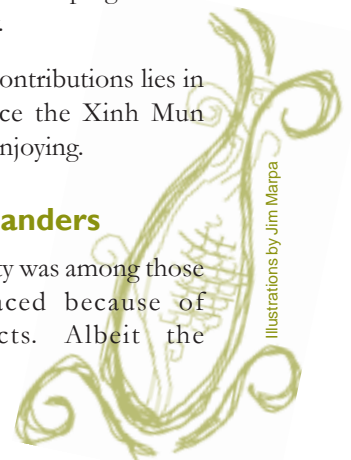 .
ontributions lies in
ce the Xinh Mun
njoying.
anders
ty was among those
aced because of
cts. Albeit the
Illustrations by Jim Marpa